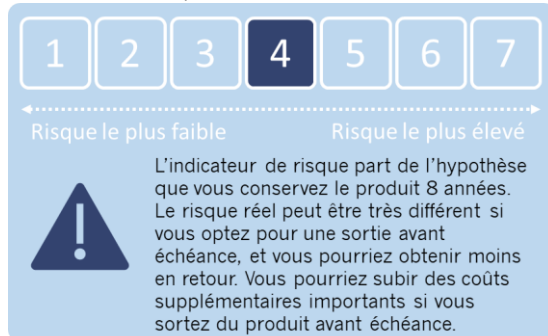 1 2 3 4 5 6 7
Risque le plus faible Risque le plus élevé
L'indicateur de risque part de l'hypothèse
que vous conservez le produit 8 années.
Le risque réel peut être très différent si
vous optez pour une sortie avant
échéance, et vous pourriez obtenir moins
en retour. Vous pourriez subir des coûts
supplémentaires importants si vous
sortez du produit avant échéance.